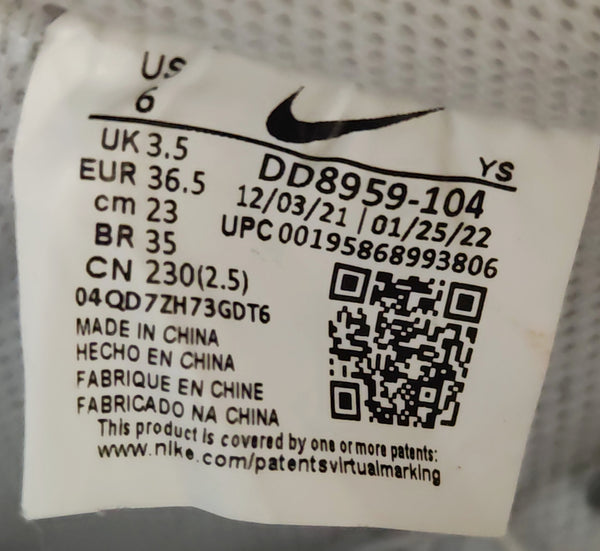 US
6
YS
UK 3.5
EUR 36.5
cm 23
BR 35
CN 230(2.5)
DD8959-104
12/03/21 | 01/25/22
UPC 00195868993806
04QD7ZH73GDT6
MADE IN CHINA
HECHO EN CHINA
FABRIQUE EN CHINE
FABRICADO NA CHINA
This product is covered by one or more patents:
www.nike.com/patentsvirtualmarking